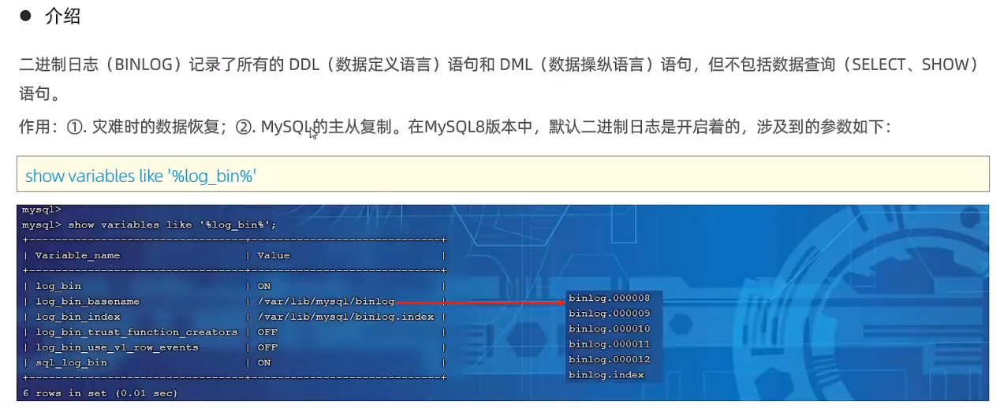 ● 介绍
二进制日志（BINLOG）记录了所有的 DDL（数据定义语言）语句和 DML（数据操纵语言）语句，但不包括数据查询（SELECT、SHOW）
语句。
作用：①. 灾难时的数据恢复；②. MySQL的主从复制。在MySQL8版本中，默认二进制日志是开启着的，涉及到的参数如下：
show variables like '%log_bin%'
mysql>
mysql> show variables like '%log_bin%';
+---------------------------------+-----------------------------+
| Variable_name | Value |
+---------------------------------+-----------------------------+
| log_bin | ON |
| log_bin_basename | /var/lib/mysql/binlog |
| log_bin_index | /var/lib/mysql/binlog.index |
| log_bin_trust_function_creators | OFF |
| log_bin_use_v1_row_events | OFF |
| sql_log_bin | ON |
+---------------------------------+-----------------------------+
6 rows in set (0.01 sec)
binlog.000008
binlog.000009
binlog.000010
binlog.000011
binlog.000012
binlog.index